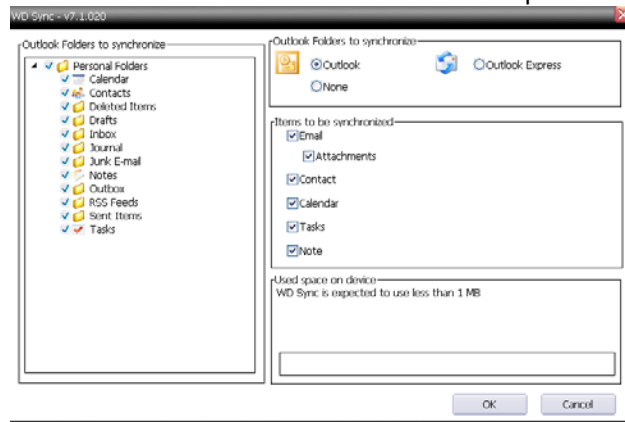 WD Sync - v7.1.020
Outlook Folders to synchronize
Personal Folders
Calendar
Contacts
Deleted Items
Drafts
Inbox
Journal
Junk E-mail
Notes
Outbox
RSS Feeds
Sent Items
Tasks
Outlook Folders to synchronize
Outlook
Outlook Express
None
Items to be synchronized
Email
Attachments
Contact
Calendar
Tasks
Note
Used space on device
WD Sync is expected to use less than 1 MB
OK
Cancel